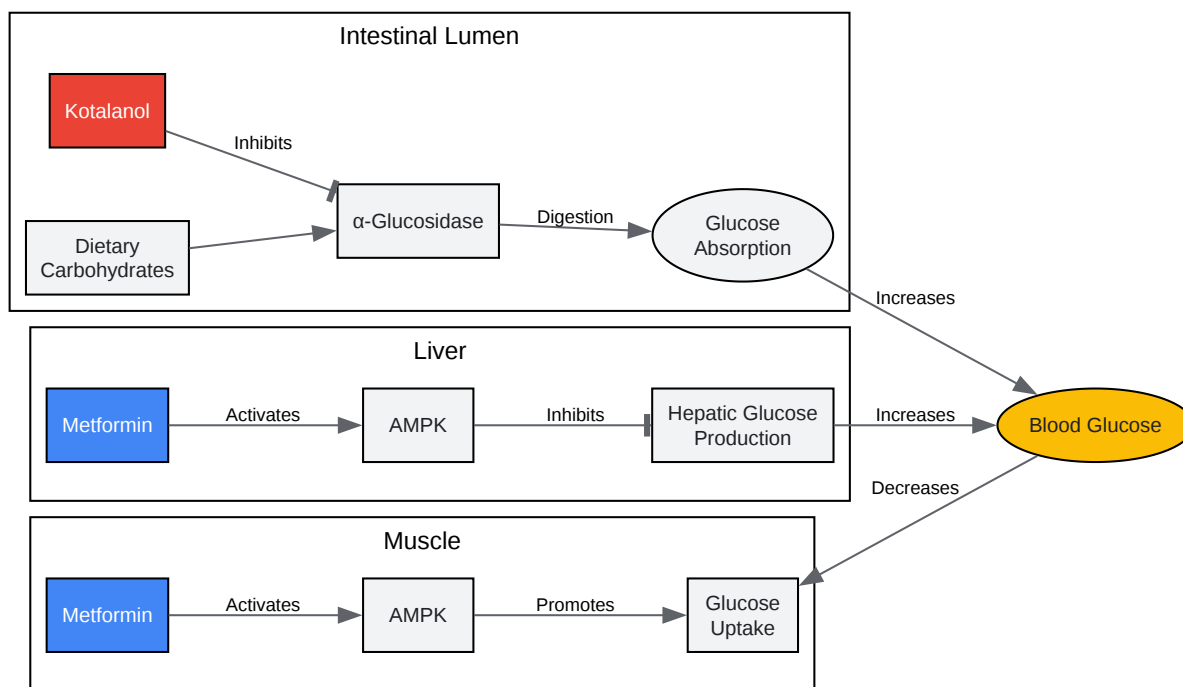 Intestinal Lumen
Kotalanol
Inhibits
Dietary
Carbohydrates
α-Glucosidase
Digestion
Glucose
Absorption
Increases
Liver
Metformin
Activates
AMPK
Inhibits
Hepatic Glucose
Production
Increases
Blood Glucose
Decreases
Muscle
Metformin
Activates
AMPK
Promotes
Glucose
Uptake